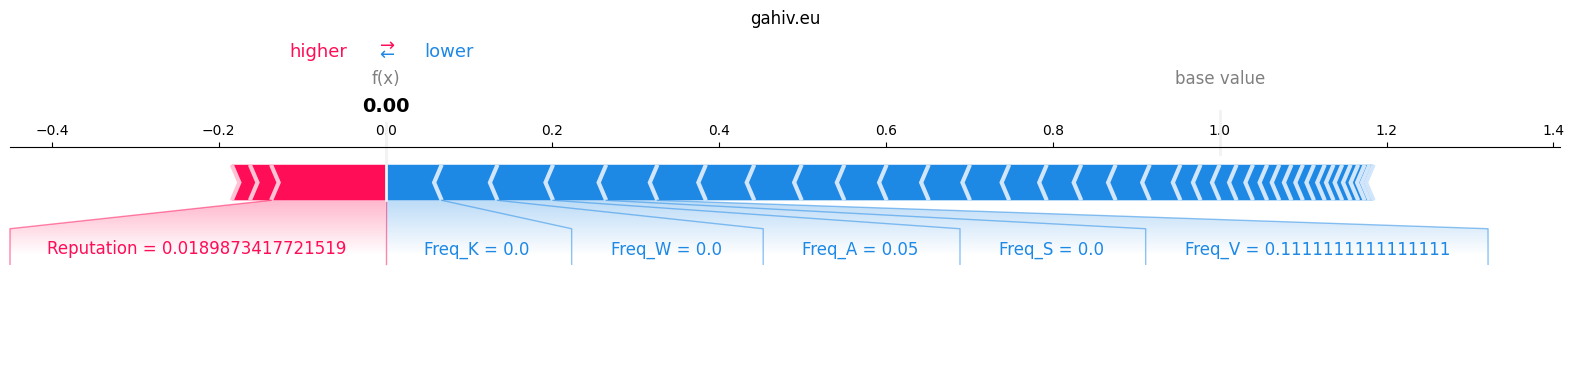 gahiv.eu
higher → ← lower
f(x) base value
0.00
−0.4 −0.2 0.0 0.2 0.4 0.6 0.8 1.0 1.2 1.4
Reputation = 0.0189873417721519 Freq_K = 0.0 Freq_W = 0.0 Freq_A = 0.05 Freq_S = 0.0 Freq_V = 0.1111111111111111